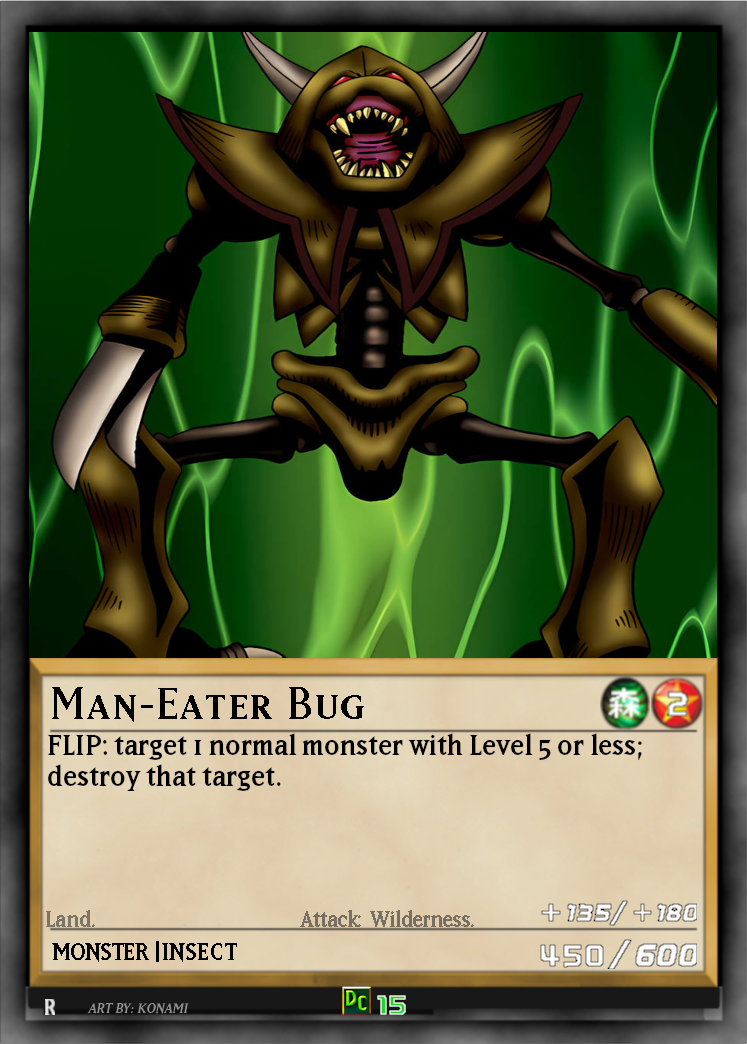 Man-Eater Bug
森 2
FLIP: target 1 normal monster with Level 5 or less;
destroy that target.
Land. Attack: Wilderness. +135/+180
MONSTER|INSECT 450/600
R ART BY: KONAMI DC 15